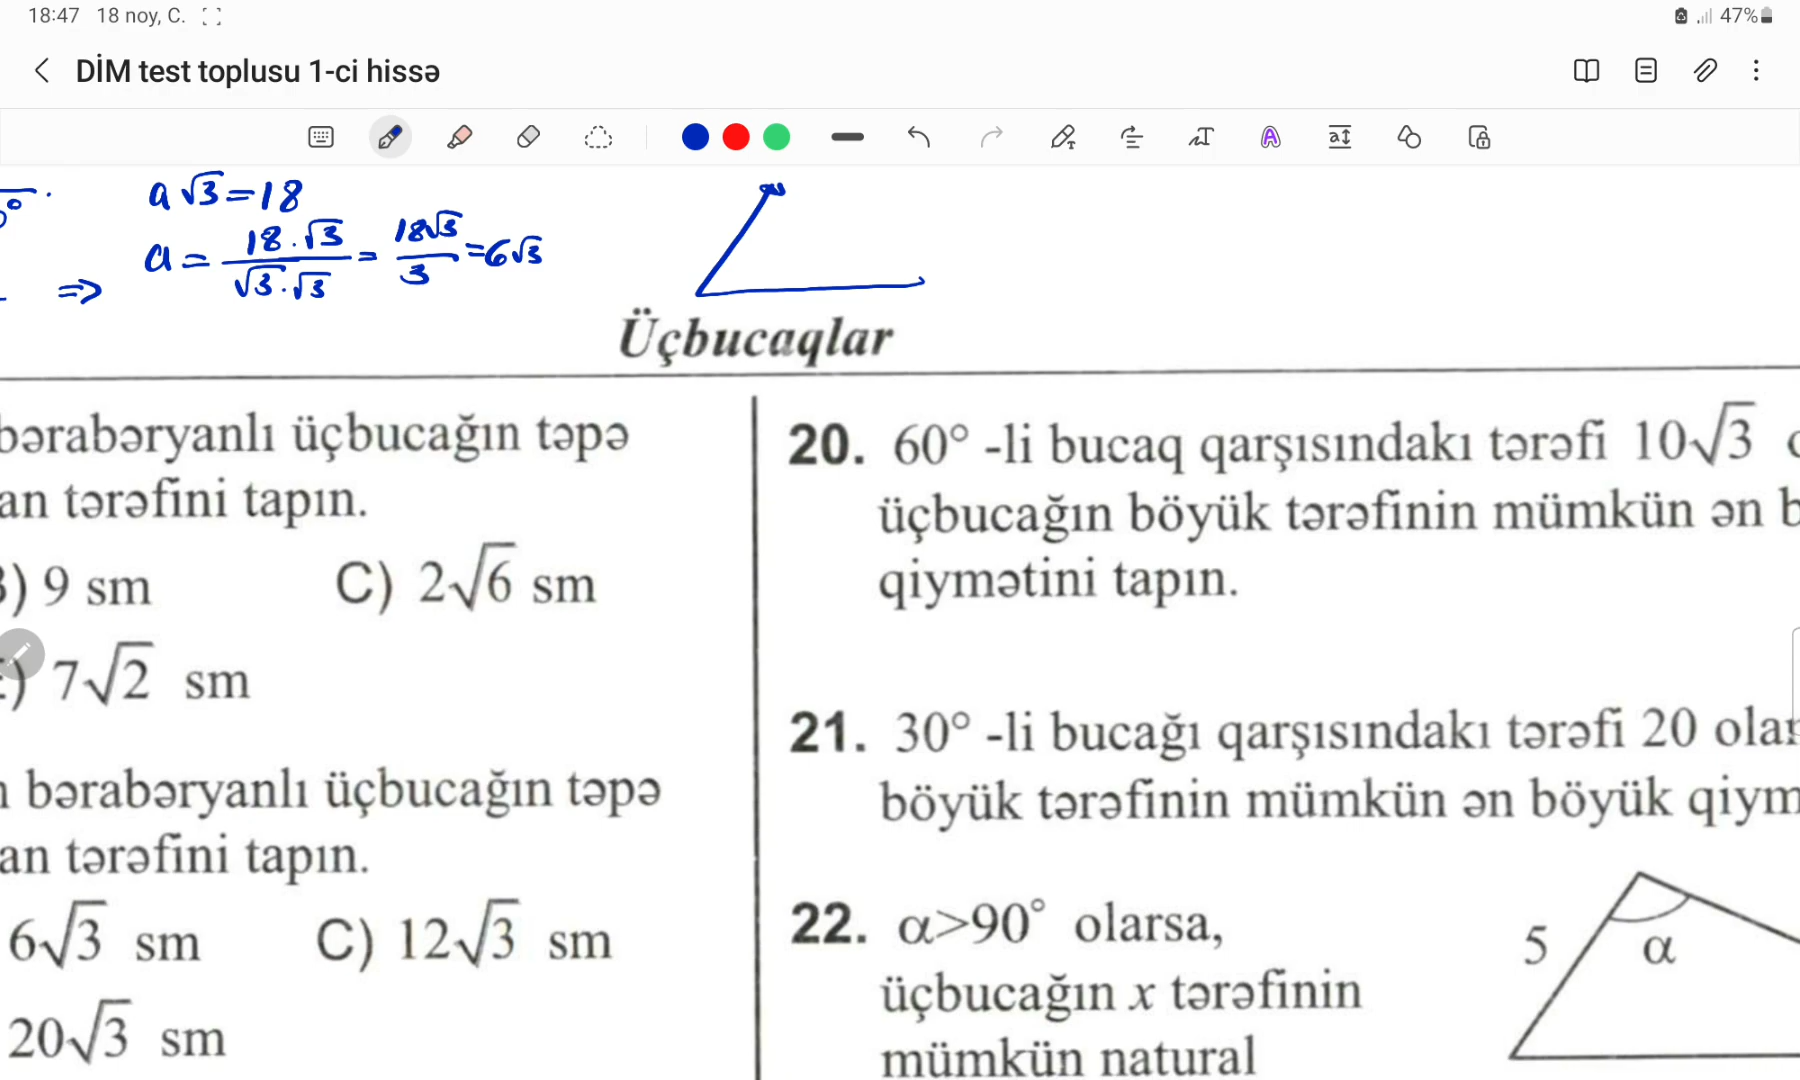 18:47 18 noy, C.
47%
DİM test toplusu 1-ci hissə
a√3=18
a = 18·√3/√3·√3 = 18√3/3 =6√3
⇒
Üçbucaqlar
bərabəryanlı üçbucağın təpə
an tərəfini tapın.
B) 9 sm C) 2√6 sm
7√2 sm
bərabəryanlı üçbucağın təpə
an tərəfini tapın.
6√3 sm C) 12√3 sm
20√3 sm
20. 60° -li bucaq qarşısındakı tərəfi 10√3
üçbucağın böyük tərəfinin mümkün ən b
qiymətini tapın.
21. 30° -li bucağı qarşısındakı tərəfi 20 olan
böyük tərəfinin mümkün ən böyük qiym
22. α>90° olarsa,
üçbucağın x tərəfinin
mümkün natural
5 α